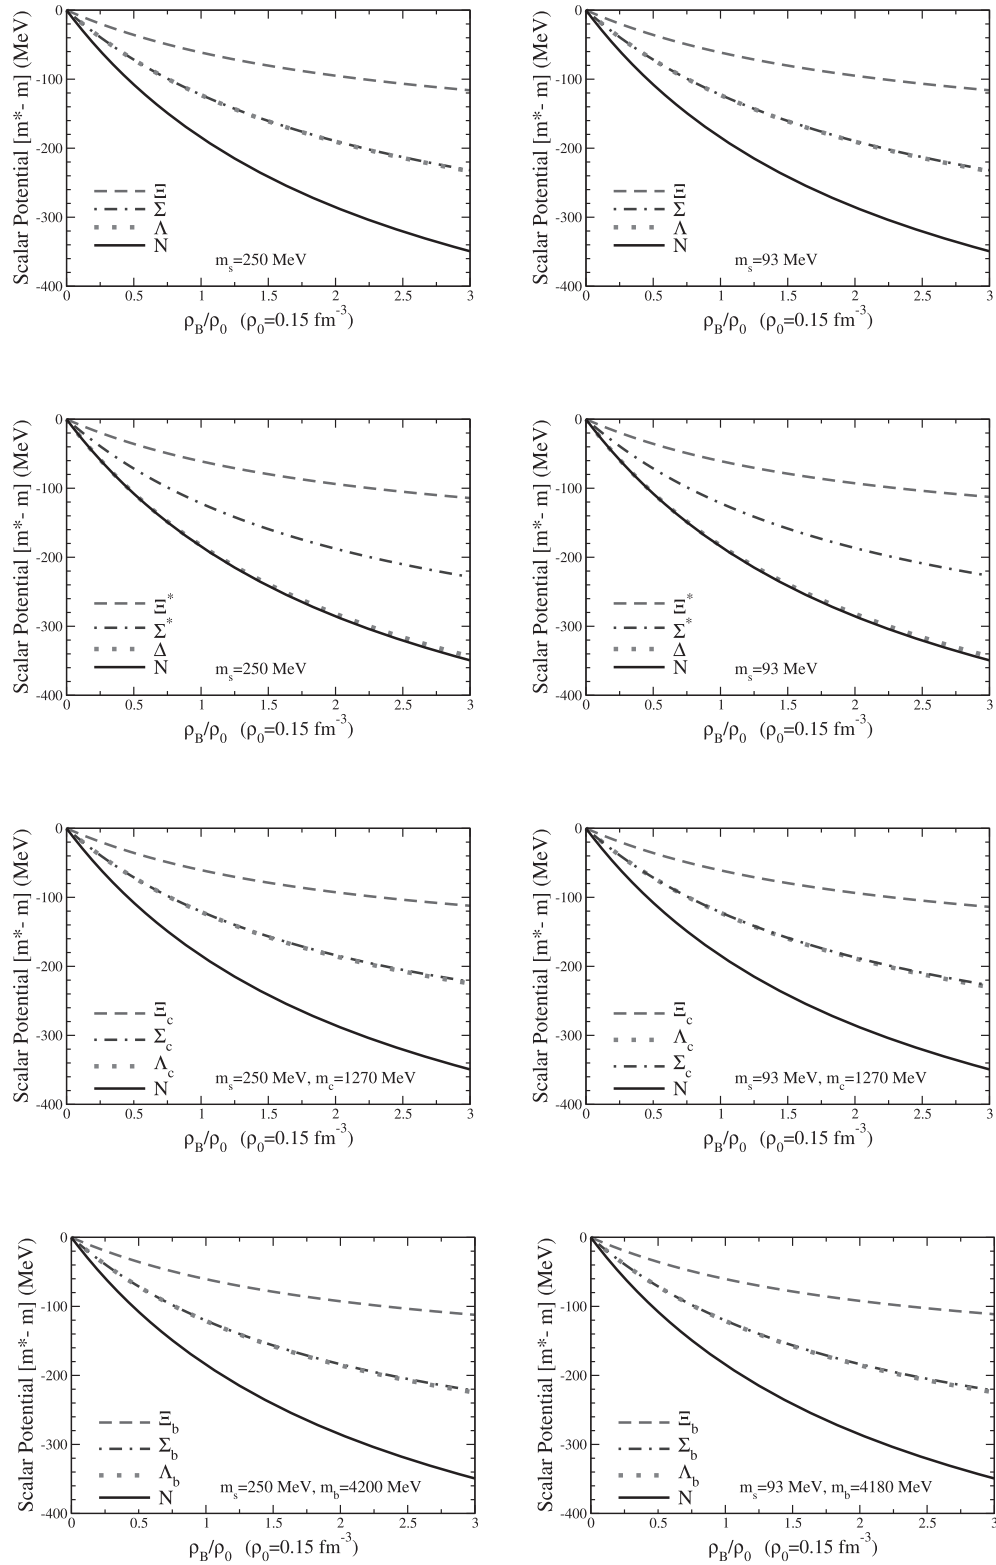 Scalar Potential [m*- m] (MeV)
0
-100
-200
-300
-400
Ξ
Σ
Λ
N
m_s=250 MeV
0 0.5 1 1.5 2 2.5 3
ρ_B/ρ_0 (ρ_0=0.15 fm^-3)
Scalar Potential [m*- m] (MeV)
0
-100
-200
-300
-400
Ξ
Σ
Λ
N
m_s=93 MeV
0 0.5 1 1.5 2 2.5 3
ρ_B/ρ_0 (ρ_0=0.15 fm^-3)
Scalar Potential [m*- m] (MeV)
0
-100
-200
-300
-400
Ξ*
Σ*
Δ
N
m_s=250 MeV
0 0.5 1 1.5 2 2.5 3
ρ_B/ρ_0 (ρ_0=0.15 fm^-3)
Scalar Potential [m*- m] (MeV)
0
-100
-200
-300
-400
Ξ*
Σ*
Δ
N
m_s=93 MeV
0 0.5 1 1.5 2 2.5 3
ρ_B/ρ_0 (ρ_0=0.15 fm^-3)
Scalar Potential [m*- m] (MeV)
0
-100
-200
-300
-400
Ξ_c
Σ_c
Λ_c
N
m_s=250 MeV, m_c=1270 MeV
0 0.5 1 1.5 2 2.5 3
ρ_B/ρ_0 (ρ_0=0.15 fm^-3)
Scalar Potential [m*- m] (MeV)
0
-100
-200
-300
-400
Ξ_c
Λ_c
Σ_c
N
m_s=93 MeV, m_c=1270 MeV
0 0.5 1 1.5 2 2.5 3
ρ_B/ρ_0 (ρ_0=0.15 fm^-3)
Scalar Potential [m*- m] (MeV)
0
-100
-200
-300
-400
Ξ_b
Σ_b
Λ_b
N
m_s=250 MeV, m_b=4200 MeV
0 0.5 1 1.5 2 2.5 3
ρ_B/ρ_0 (ρ_0=0.15 fm^-3)
Scalar Potential [m*- m] (MeV)
0
-100
-200
-300
-400
Ξ_b
Σ_b
Λ_b
N
m_s=93 MeV, m_b=4180 MeV
0 0.5 1 1.5 2 2.5 3
ρ_B/ρ_0 (ρ_0=0.15 fm^-3)